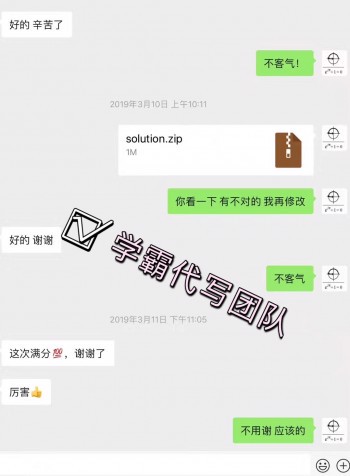 好的 辛苦了
不客气！
2019年3月10日 上午10:11
solution.zip
1M
你看一下 有不对的 我再修改
好的 谢谢
学霸代写团队
不客气
2019年3月11日 下午11:05
这次满分💯，谢谢了
厉害👍
不用谢 应该的